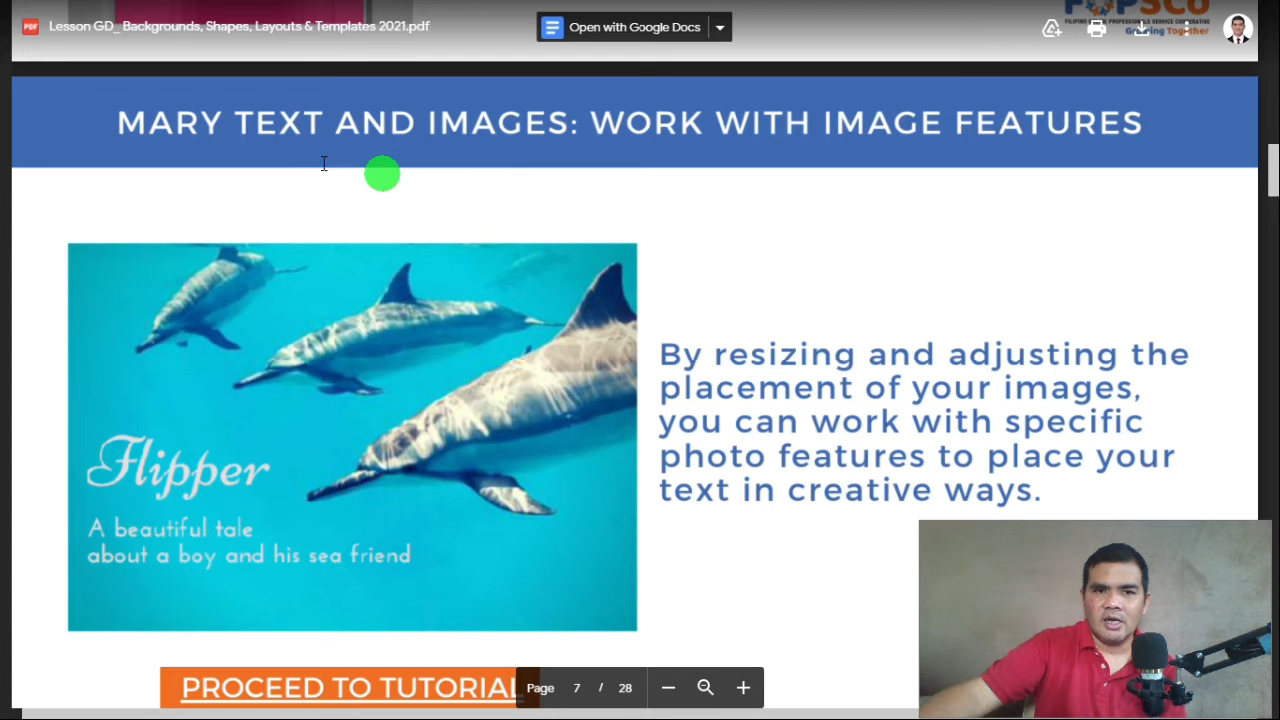 Lesson GD_ Backgrounds, Shapes, Layouts & Templates 2021.pdf
Open with Google Docs
Growing Together
MARY TEXT AND IMAGES: WORK WITH IMAGE FEATURES
By resizing and adjusting the
placement of your images,
you can work with specific
photo features to place your
text in creative ways.
Flipper
A beautiful tale
about a boy and his sea friend
PROCEED TO TUTORIAL
Page 7 / 28